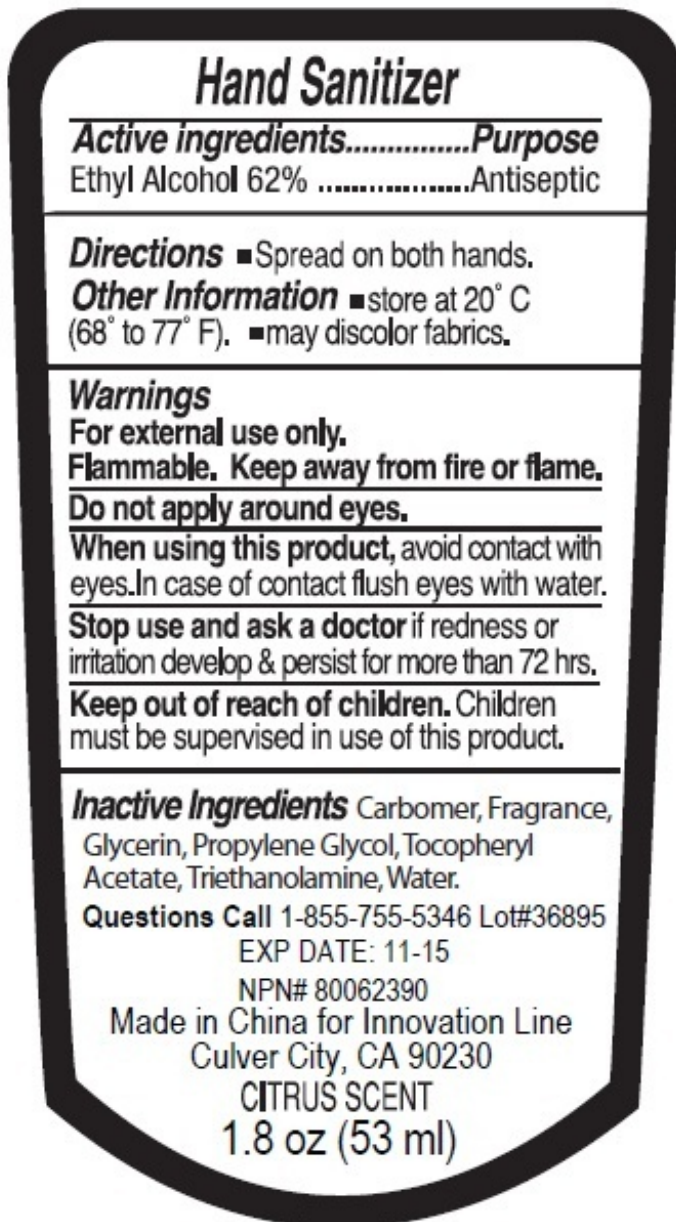 Hand Sanitizer
Active ingredients...............Purpose
Ethyl Alcohol 62% ...................Antiseptic
Directions ■Spread on both hands.
Other Information ■store at 20° C
(68° to 77° F). ■may discolor fabrics.
Warnings
For external use only.
Flammable. Keep away from fire or flame.
Do not apply around eyes.
When using this product, avoid contact with
eyes.In case of contact flush eyes with water.
Stop use and ask a doctor if redness or
irritation develop & persist for more than 72 hrs.
Keep out of reach of children. Children
must be supervised in use of this product.
Inactive Ingredients Carbomer, Fragrance,
Glycerin, Propylene Glycol, Tocopheryl
Acetate, Triethanolamine, Water.
Questions Call 1-855-755-5346 Lot#36895
EXP DATE: 11-15
NPN# 80062390
Made in China for Innovation Line
Culver City, CA 90230
CITRUS SCENT
1.8 oz (53 ml)